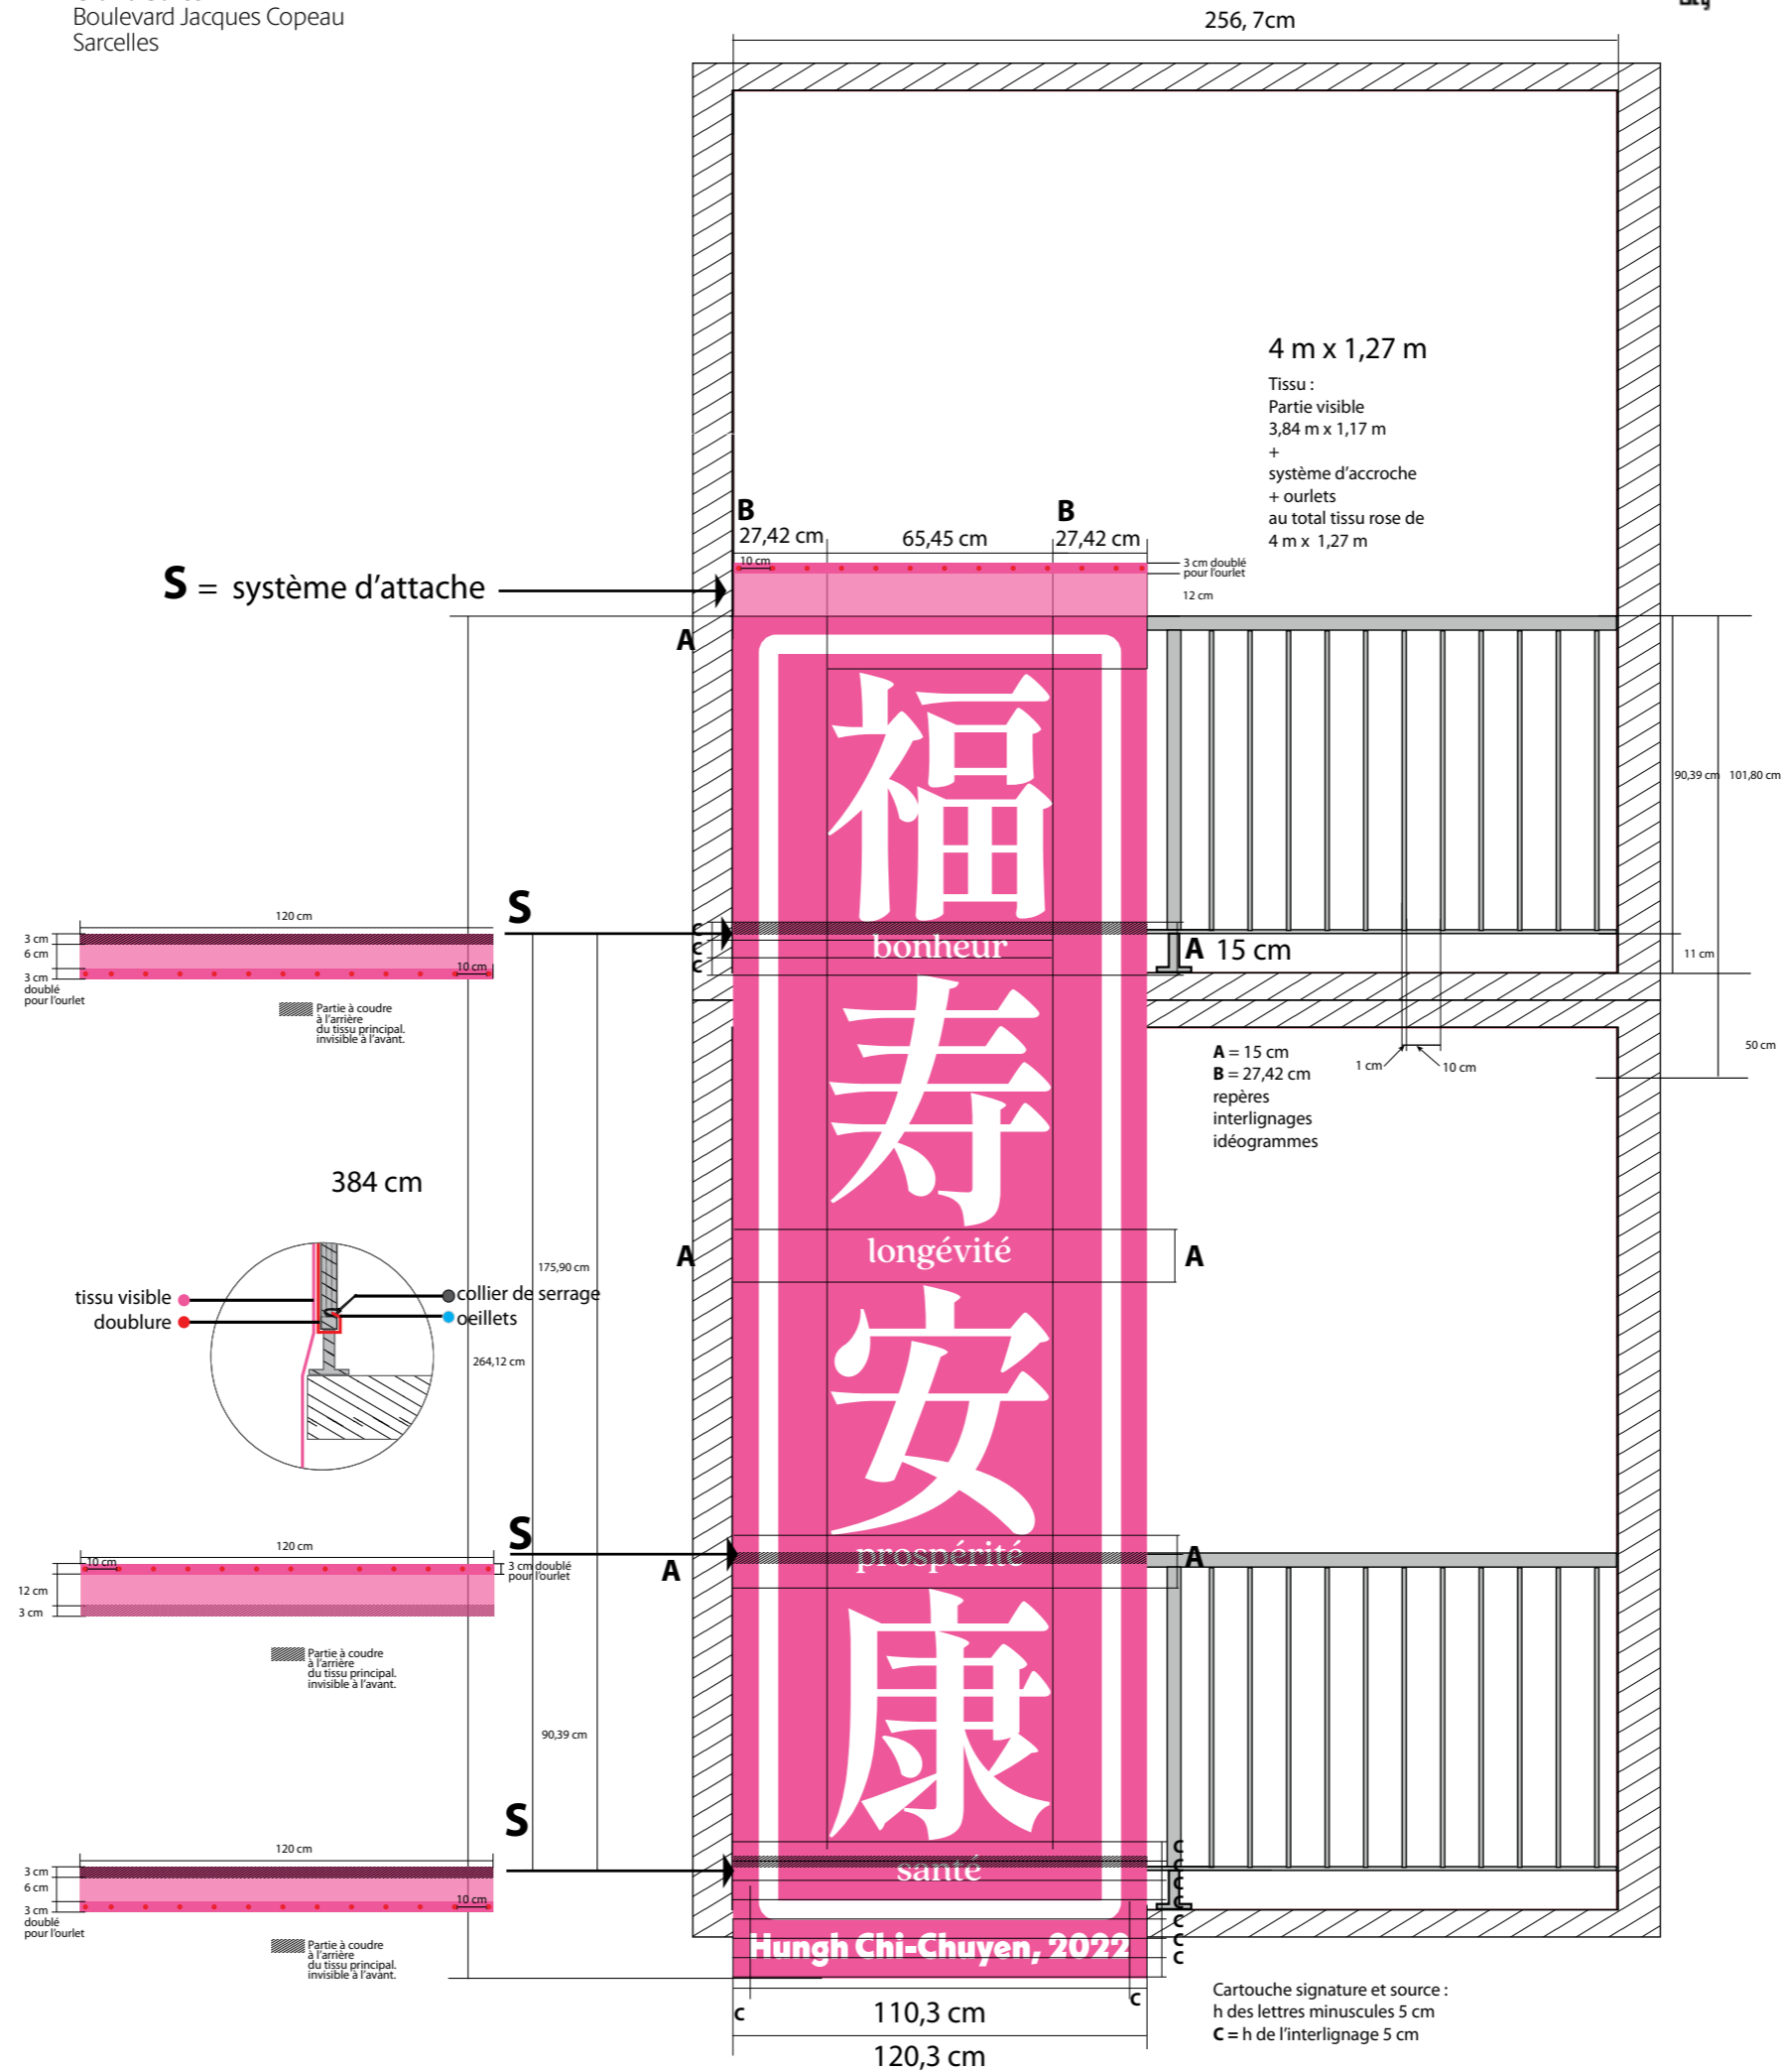 Boulevard Jacques Copeau
Sarcelles
256, 7cm
4 m x 1,27 m
Tissu :
Partie visible
3,84 m x 1,17 m
+
système d'accroche
+ ourlets
au total tissu rose de
4 m x 1,27 m
B
B
27,42 cm
65,45 cm
27,42 cm
10 cm
3 cm doublé
pour l'ourlet
12 cm
S = système d'attache
A
福
90,39 cm
101,80 cm
S
120 cm
3 cm
6 cm
3 cm
doublé
pour l'ourlet
10 cm
Partie à coudre
à l'arrière
du tissu principal.
invisible à l'avant.
C
C
C
bonheur
A 15 cm
11 cm
寿
A = 15 cm
B = 27,42 cm
repères
interlignages
idéogrammes
1 cm
10 cm
50 cm
384 cm
A
longévité
A
175,90 cm
tissu visible
doublure
collier de serrage
oeillets
264,12 cm
安
S
120 cm
10 cm
3 cm doublé
pour l'ourlet
12 cm
3 cm
Partie à coudre
à l'arrière
du tissu principal.
invisible à l'avant.
A
prospérité
A
康
90,39 cm
S
120 cm
3 cm
6 cm
3 cm
doublé
pour l'ourlet
10 cm
Partie à coudre
à l'arrière
du tissu principal.
invisible à l'avant.
santé
C
C
C
C
C
C
C
Hungh Chi-Chuyen, 2022
C
C
110,3 cm
120,3 cm
Cartouche signature et source :
h des lettres minuscules 5 cm
C = h de l'interlignage 5 cm